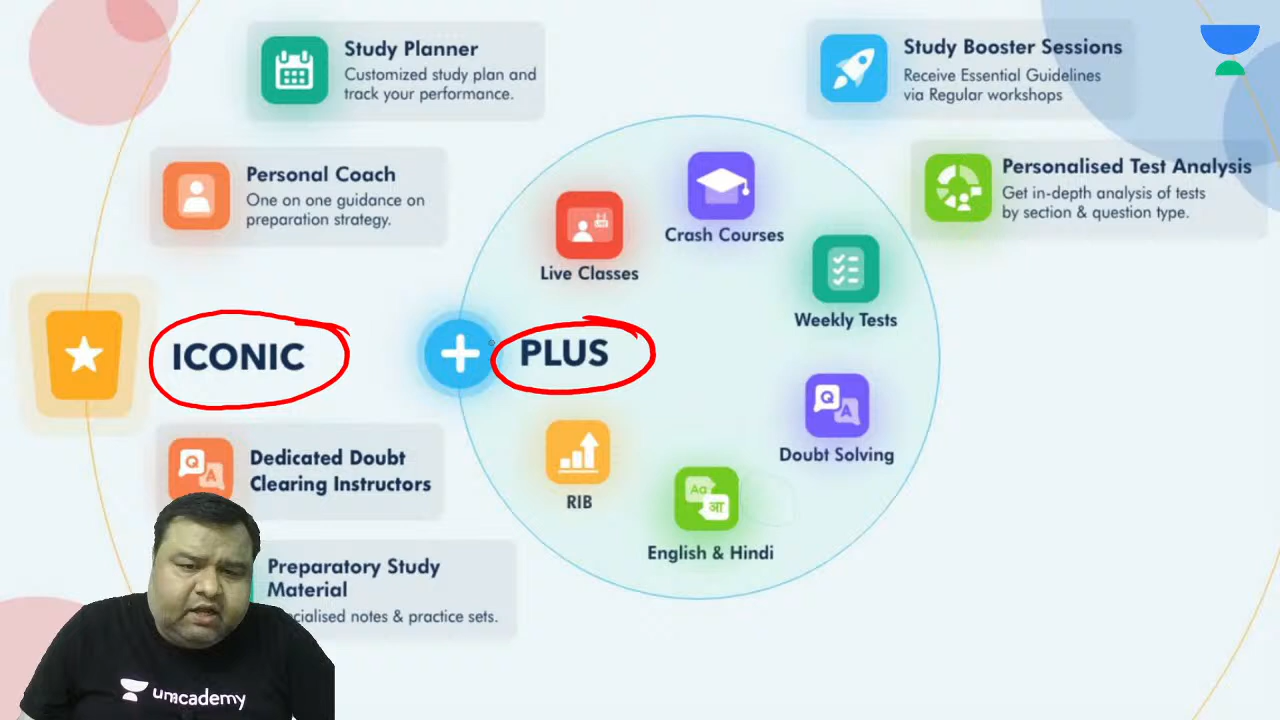 Study Planner
Customized study plan and
track your performance.
Study Booster Sessions
Receive Essential Guidelines
via Regular workshops
Personal Coach
One on one guidance on
preparation strategy.
Personalised Test Analysis
Get in-depth analysis of tests
by section & question type.
Crash Courses
Live Classes
Weekly Tests
ICONIC
PLUS
Q
A
Doubt Solving
Q
A
Dedicated Doubt
Clearing Instructors
RIB
Aa
आ
English & Hindi
Preparatory Study
Material
notes & practice sets.
unacademy